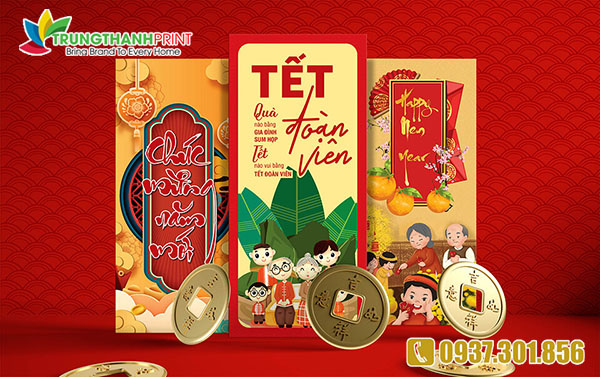 TRUNGTHANHPRINT
Bring Brand To Every Home
Chúc
mừng
năm
mới
TẾT
Quà
nào bằng
GIA ĐÌNH
SUM HỌP
Tết
nào vui bằng
TẾT ĐOÀN VIÊN
đoàn
viên
Happy
New
year
0937.301.856